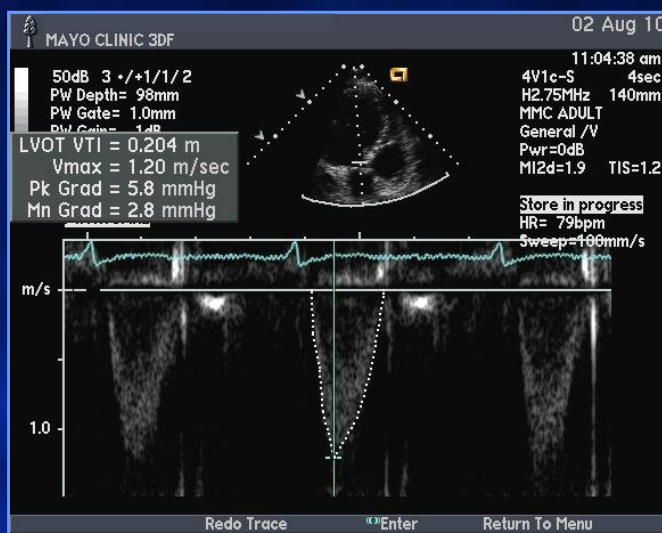 02 Aug 10
MAYO CLINIC 3DF
11:04:38 am
50dB 3 •/+1/1/2
PW Depth= 98mm
PW Gate= 1.0mm
PW Gain= 1dB
4V1c-S 4sec
H2.75MHz 140mm
MMC ADULT
General /V
Pwr=0dB
MI2d=1.9 TIS=1.2
LVOT VTI = 0.204 m
Vmax = 1.20 m/sec
Pk Grad = 5.8 mmHg
Mn Grad = 2.8 mmHg
Store in progress
HR= 79bpm
Sweep=100mm/s
m/s
1.0
Redo Trace
Enter
Return To Menu